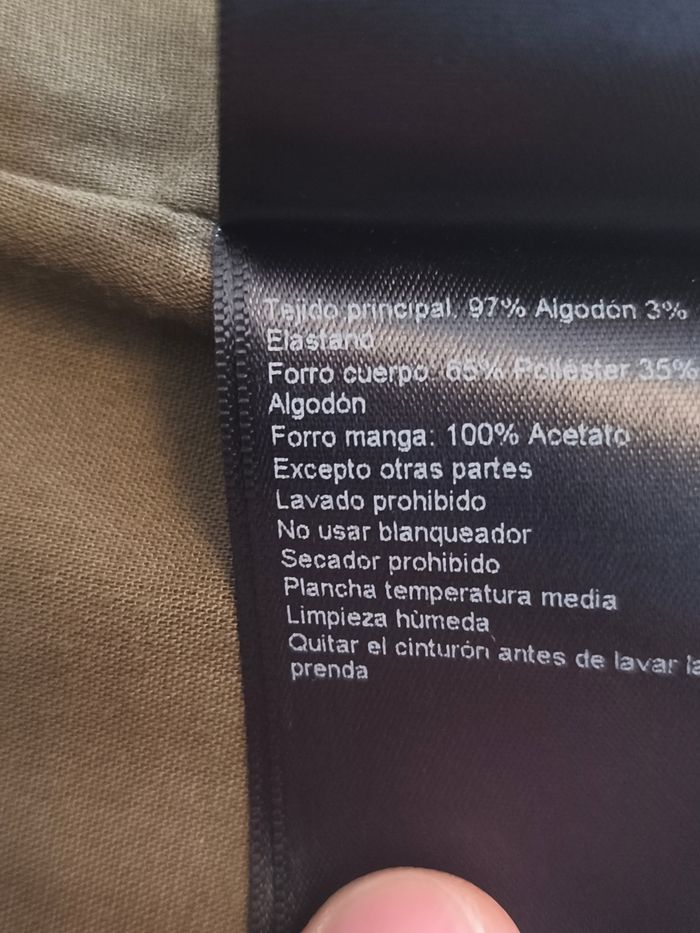 Tejido principal: 97% Algodón 3%
Elastano
Forro cuerpo: 65% Poliéster 35%
Algodón
Forro manga: 100% Acetato
Excepto otras partes
Lavado prohibido
No usar blanqueador
Secador prohibido
Plancha temperatura media
Limpieza hùmeda
Quitar el cinturón antes de lavar la
prenda